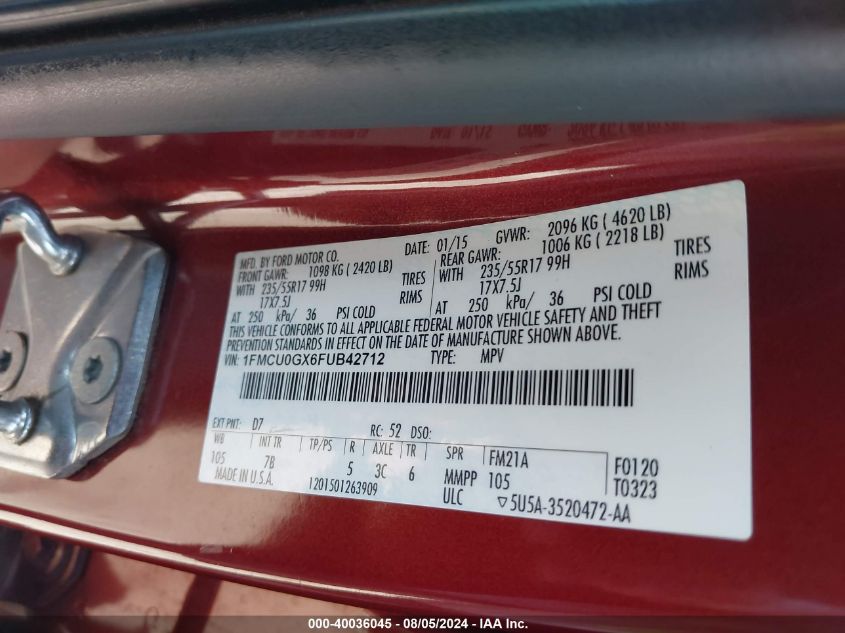 MFD. BY FORD MOTOR CO.
DATE: 01/15 GVWR: 2096 KG ( 4620 LB)
FRONT GAWR: 1098 KG ( 2420 LB)
REAR GAWR: 1006 KG ( 2218 LB)
WITH 235/55R17 99H TIRES
WITH 235/55R17 99H TIRES
17X7.5J RIMS
17X7.5J RIMS
AT 250 kPa/ 36 PSI COLD
AT 250 kPa/ 36 PSI COLD
THIS VEHICLE CONFORMS TO ALL APPLICABLE FEDERAL MOTOR VEHICLE SAFETY AND THEFT
PREVENTION STANDARDS IN EFFECT ON THE DATE OF MANUFACTURE SHOWN ABOVE.
VIN: 1FMCU0GX6FUB42712 TYPE: MPV
EXT PNT: D7 RC: 52 DSO:
WB INT TR TP/PS R AXLE TR SPR FM21A F0120
105 7B 5 3C 6 MMPP 105 T0323
MADE IN U.S.A. 1201501263909 ULC ▽5U5A-3520472-AA
000-40036045 - 08/05/2024 - IAA Inc.